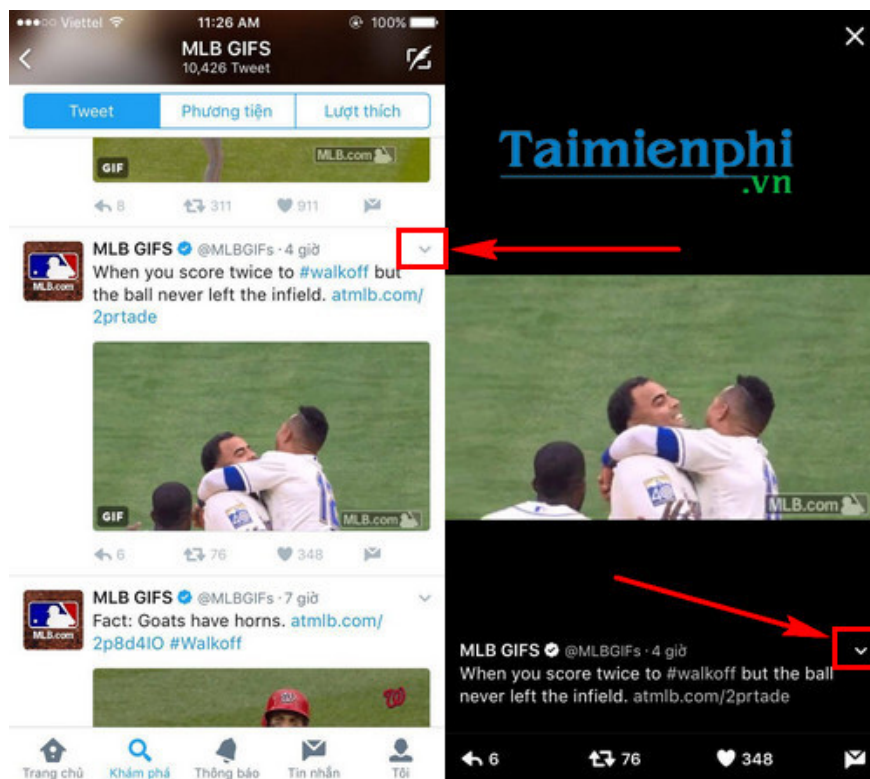 Viettel 11:26 AM 100%
MLB GIFS
10,426 Tweet
Tweet Phương tiện Lượt thích
GIF MLB.com
8 311 911
MLB GIFS @MLBGIFs · 4 giờ
When you score twice to #walkoff but
the ball never left the infield. atmlb.com/
2prtade
MLB.com
GIF MLB.com
6 76 348
MLB GIFS @MLBGIFs · 7 giờ
Fact: Goats have horns. atmlb.com/
2p8d4IO #Walkoff
MLB.com
W
Trang chủ Khám phá Thông báo Tin nhắn Tôi
Taimienphi
.vn
MLB.com
MLB GIFS @MLBGIFs · 4 giờ
When you score twice to #walkoff but the ball
never left the infield. atmlb.com/2prtade
6 76 348